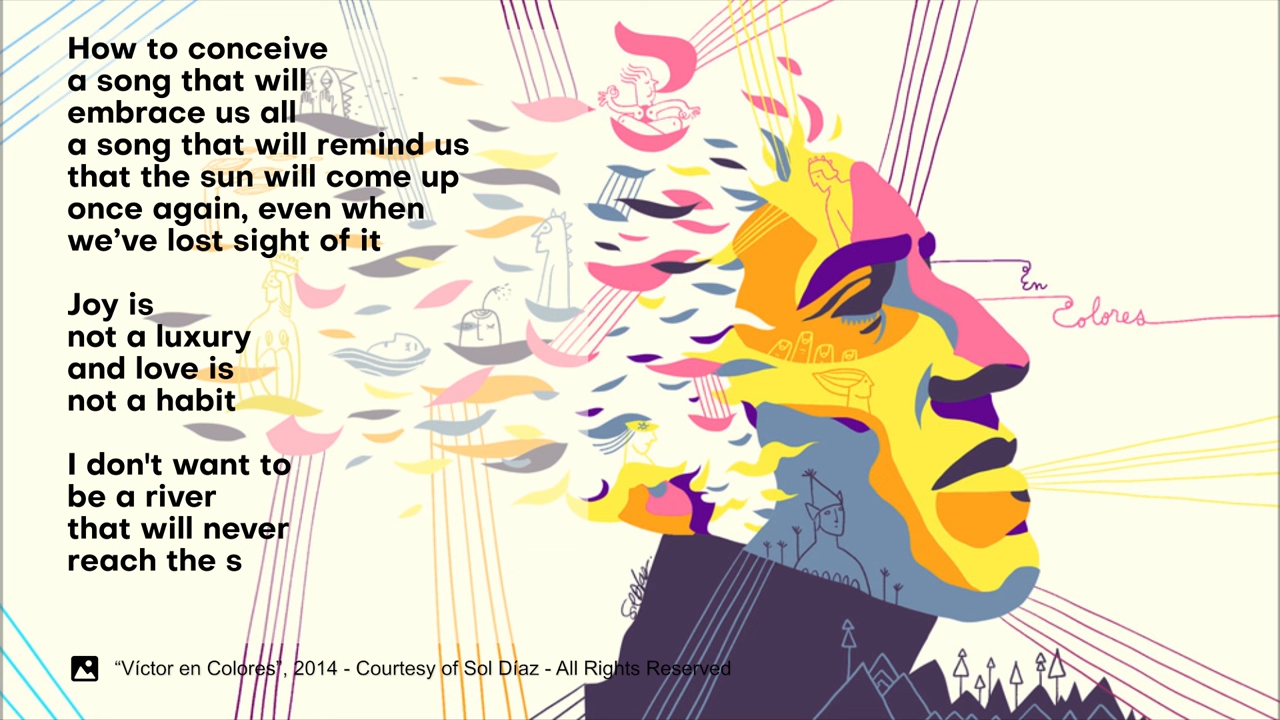 How to conceive
a song that will
embrace us all
a song that will remind us
that the sun will come up
once again, even when
we’ve lost sight of it
Joy is
not a luxury
and love is
not a habit
I don't want to
be a river
that will never
reach the s
En
Colores
“Víctor en Colores”, 2014 - Courtesy of Sol Díaz - All Rights Reserved